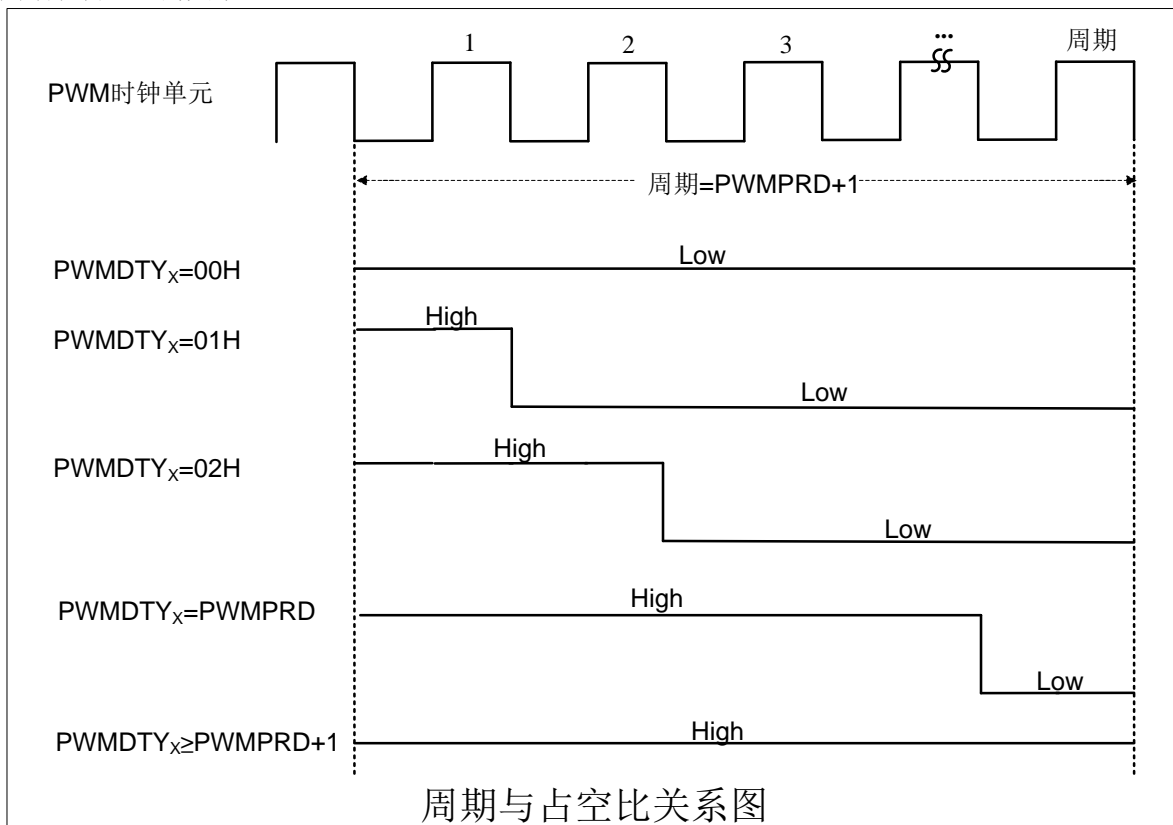 1 2 3 ... 周期
PWM时钟单元
周期=PWMPRD+1
PWMDTYX=00H
Low
PWMDTYX=01H
High
Low
PWMDTYX=02H
High
Low
PWMDTYX=PWMPRD
High
Low
PWMDTYX≥PWMPRD+1
High
周期与占空比关系图